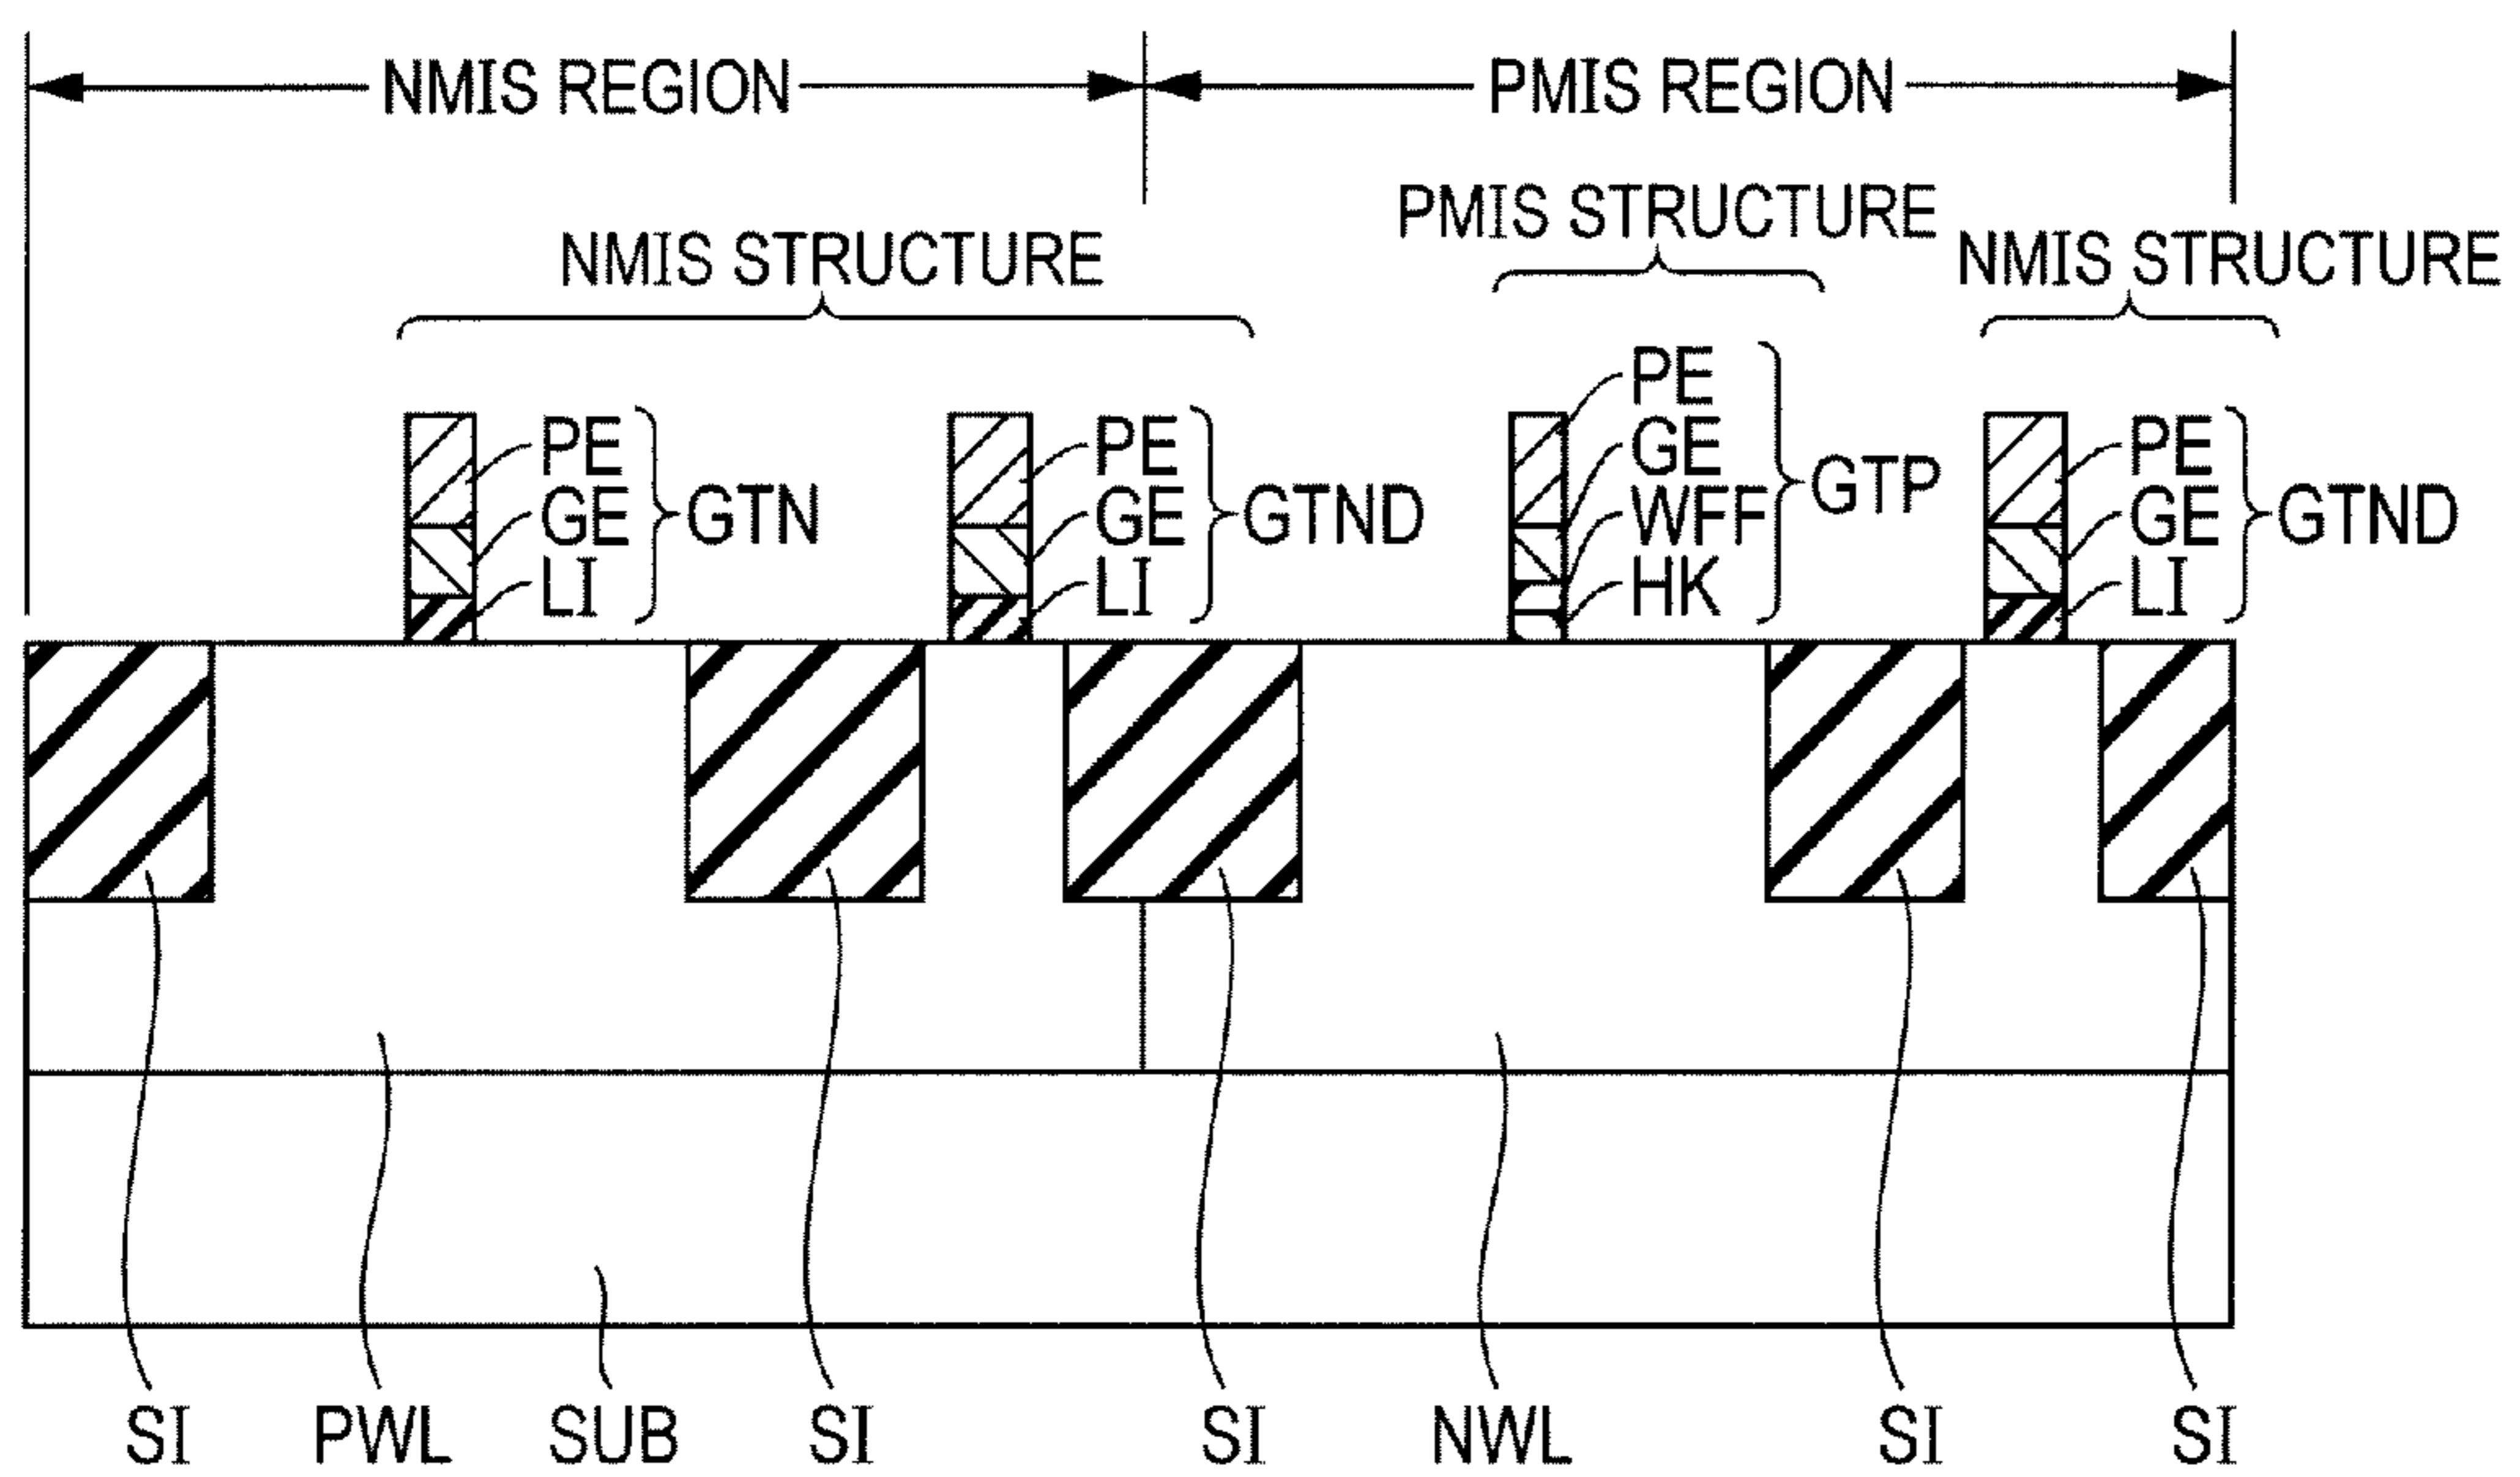 NMIS REGION PMIS REGION
PMIS STRUCTURE
NMIS STRUCTURE NMIS STRUCTURE
PE
PE PE GE PE
GTN GTND GTP GTND
GE GE WFF GE
LI LI HK LI
SI PWL SUB SI SI NWL SI SI